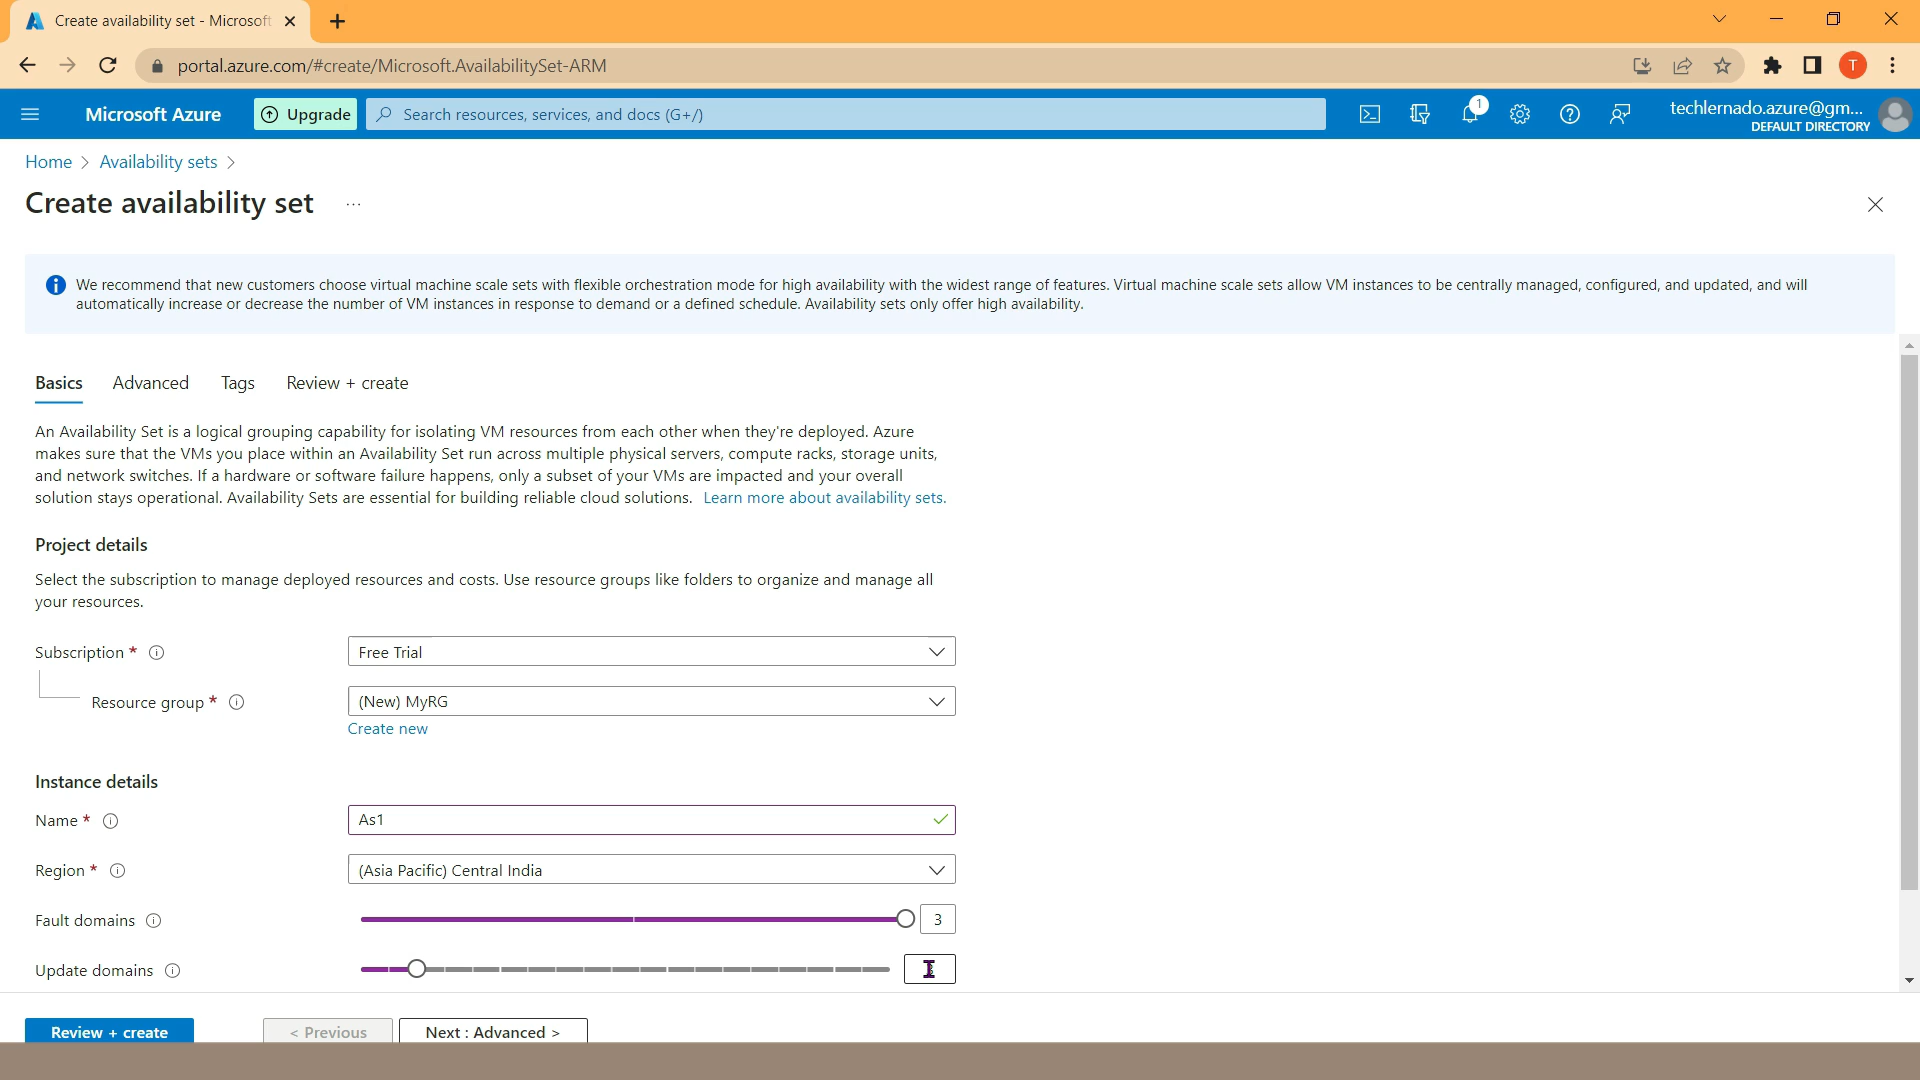 Create availability set - Microsoft
portal.azure.com/#create/Microsoft.AvailabilitySet-ARM
T
Microsoft Azure
Upgrade
Search resources, services, and docs (G+/)
1
techlernado.azure@gm...
DEFAULT DIRECTORY
Home > Availability sets >
Create availability set ...
We recommend that new customers choose virtual machine scale sets with flexible orchestration mode for high availability with the widest range of features. Virtual machine scale sets allow VM instances to be centrally managed, configured, and updated, and will
automatically increase or decrease the number of VM instances in response to demand or a defined schedule. Availability sets only offer high availability.
Basics Advanced Tags Review + create
An Availability Set is a logical grouping capability for isolating VM resources from each other when they're deployed. Azure
makes sure that the VMs you place within an Availability Set run across multiple physical servers, compute racks, storage units,
and network switches. If a hardware or software failure happens, only a subset of your VMs are impacted and your overall
solution stays operational. Availability Sets are essential for building reliable cloud solutions. Learn more about availability sets.
Project details
Select the subscription to manage deployed resources and costs. Use resource groups like folders to organize and manage all
your resources.
Subscription * Free Trial
Resource group * (New) MyRG
Create new
Instance details
Name * As1
Region * (Asia Pacific) Central India
Fault domains 3
Update domains
Review + create
< Previous
Next : Advanced >